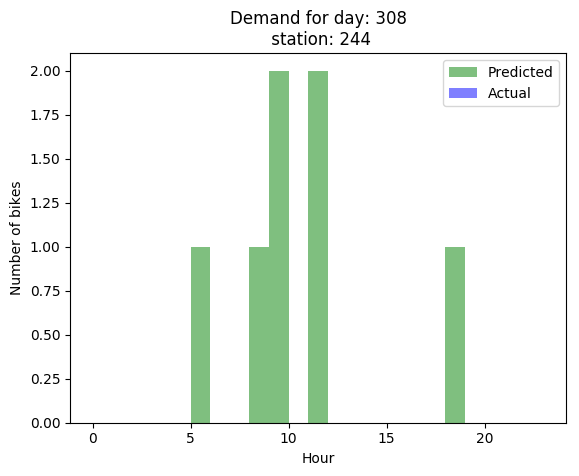 Demand for day: 308
station: 244
Predicted
Actual
2.00
1.75
1.50
1.25
1.00
0.75
0.50
0.25
0.00
Number of bikes
0 5 10 15 20
Hour